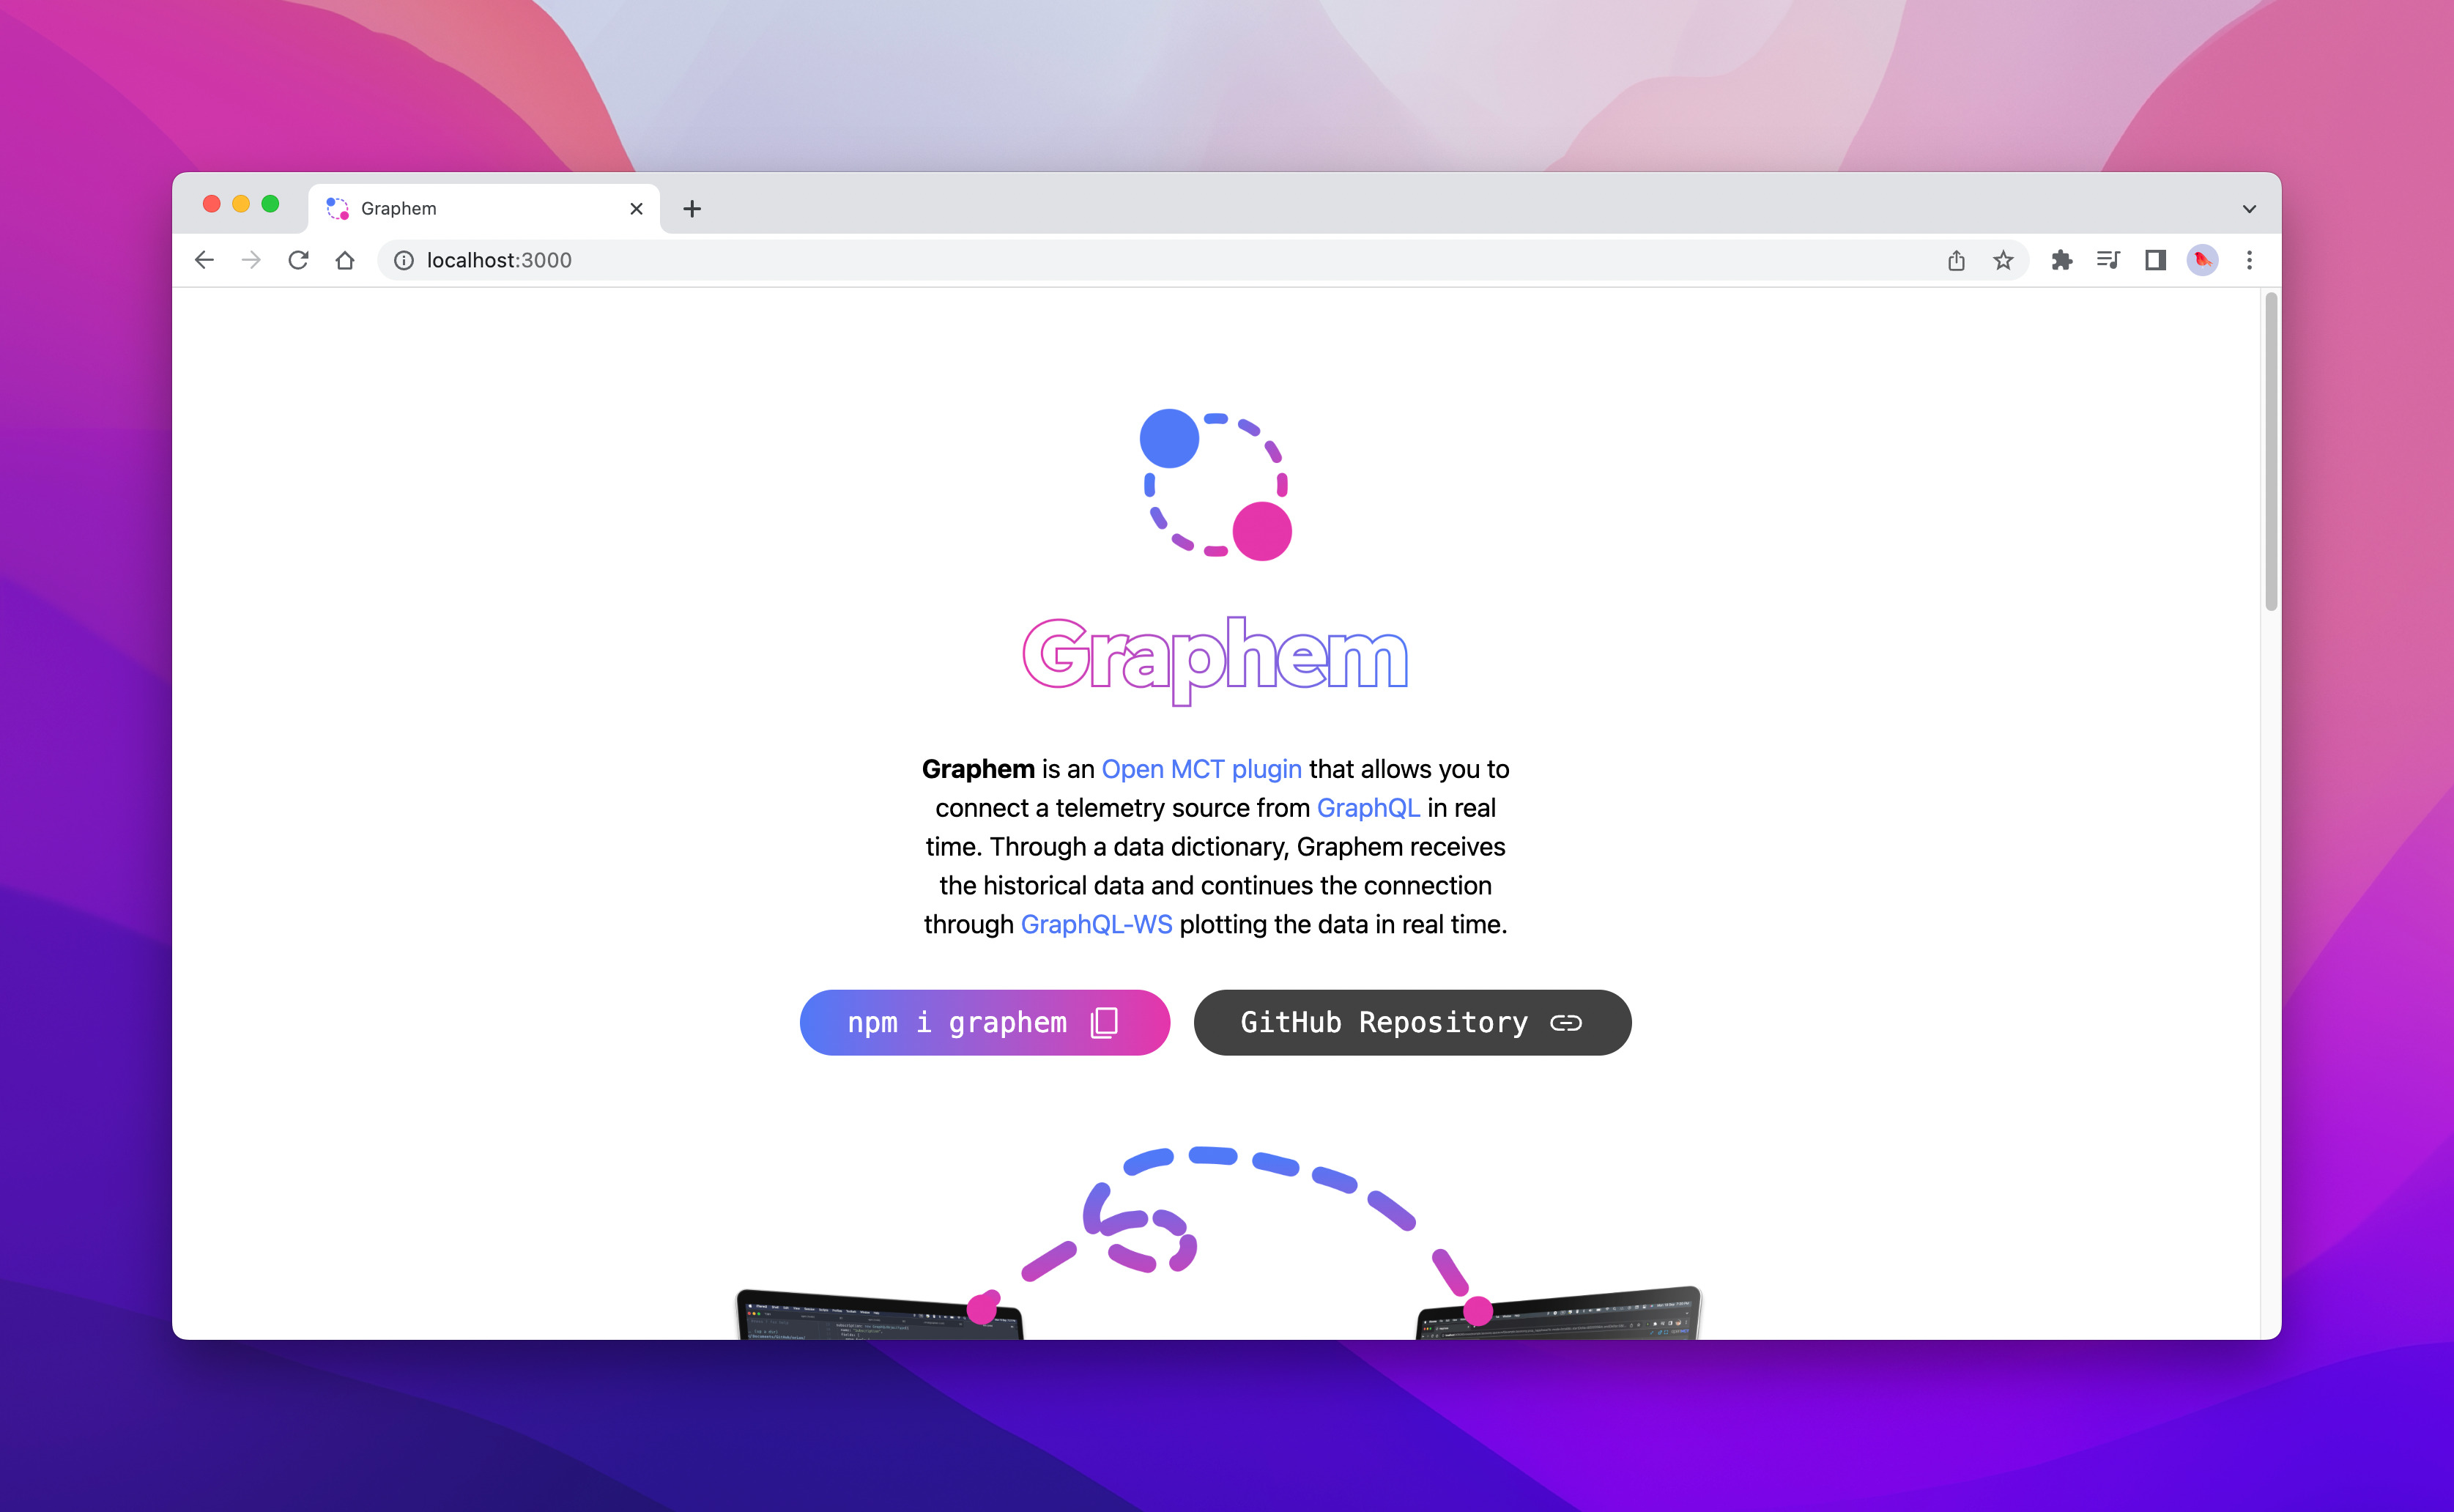 Graphem
localhost:3000
Graphem
Graphem is an Open MCT plugin that allows you to
connect a telemetry source from GraphQL in real
time. Through a data dictionary, Graphem receives
the historical data and continues the connection
through GraphQL-WS plotting the data in real time.
npm i graphem
GitHub Repository